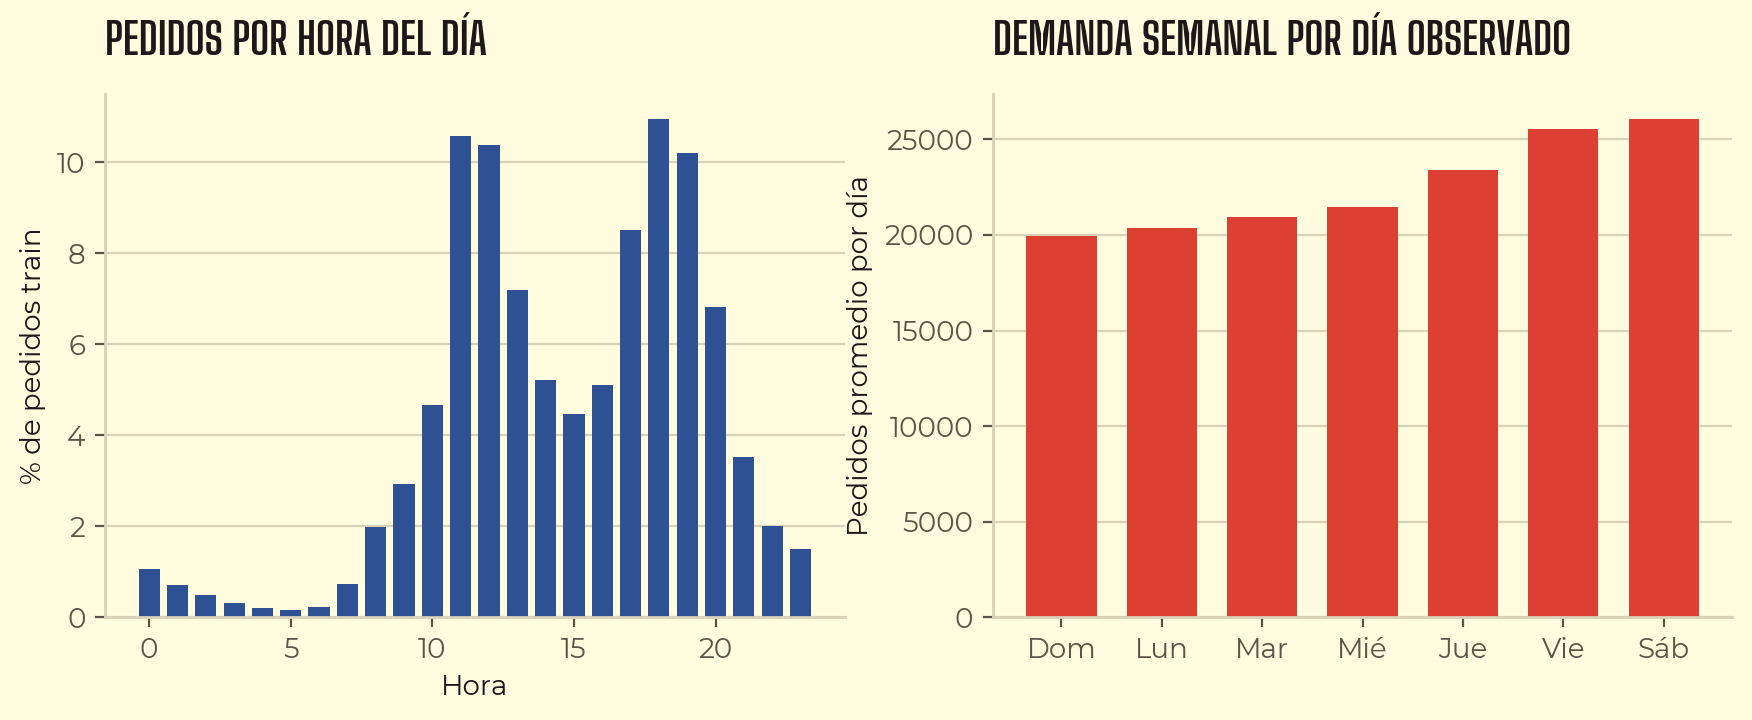 PEDIDOS POR HORA DEL DÍA
% de pedidos train
10
8
6
4
2
0
0 5 10 15 20
Hora
DEMANDA SEMANAL POR DÍA OBSERVADO
Pedidos promedio por día
25000
20000
15000
10000
5000
0
Dom Lun Mar Mié Jue Vie Sáb